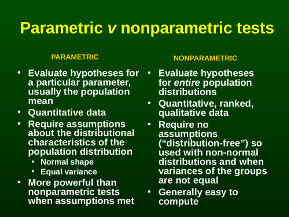 Parametric v nonparametric tests
PARAMETRIC
• Evaluate hypotheses for
a particular parameter,
usually the population
mean
• Quantitative data
• Require assumptions
about the distributional
characteristics of the
population distribution
• Normal shape
• Equal variance
• More powerful than
nonparametric tests
when assumptions met
NONPARAMETRIC
• Evaluate hypotheses
for entire population
distributions
• Quantitative, ranked,
qualitative data
• Require no
assumptions
(“distribution-free”) so
used with non-normal
distributions and when
variances of the groups
are not equal
• Generally easy to
compute